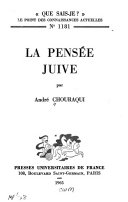 « QUE SAIS-JE ? »
LE POINT DES CONNAISSANCES ACTUELLES
N° 1181
LA PENSÉE
JUIVE
par
André CHOURAQUI
PRESSES UNIVERSITAIRES DE FRANCE
108, BOULEVARD SAINT-GERMAIN, PARIS
1965